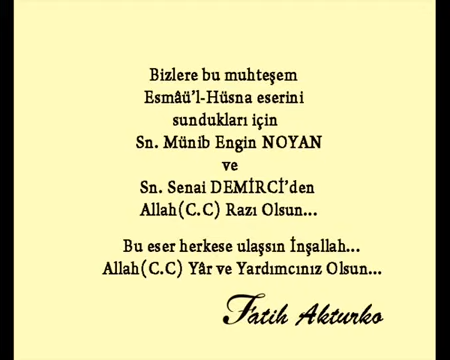 Bizlere bu muhteşem
Esmâü'l-Hüsna eserini
sundukları için
Sn. Münib Engin NOYAN
ve
Sn. Senai DEMİRCİ'den
Allah(C.C) Razı Olsun...
Bu eser herkese ulaşsın İnşallah...
Allah(C.C) Yâr ve Yardımcınız Olsun...
Fatih Akturko